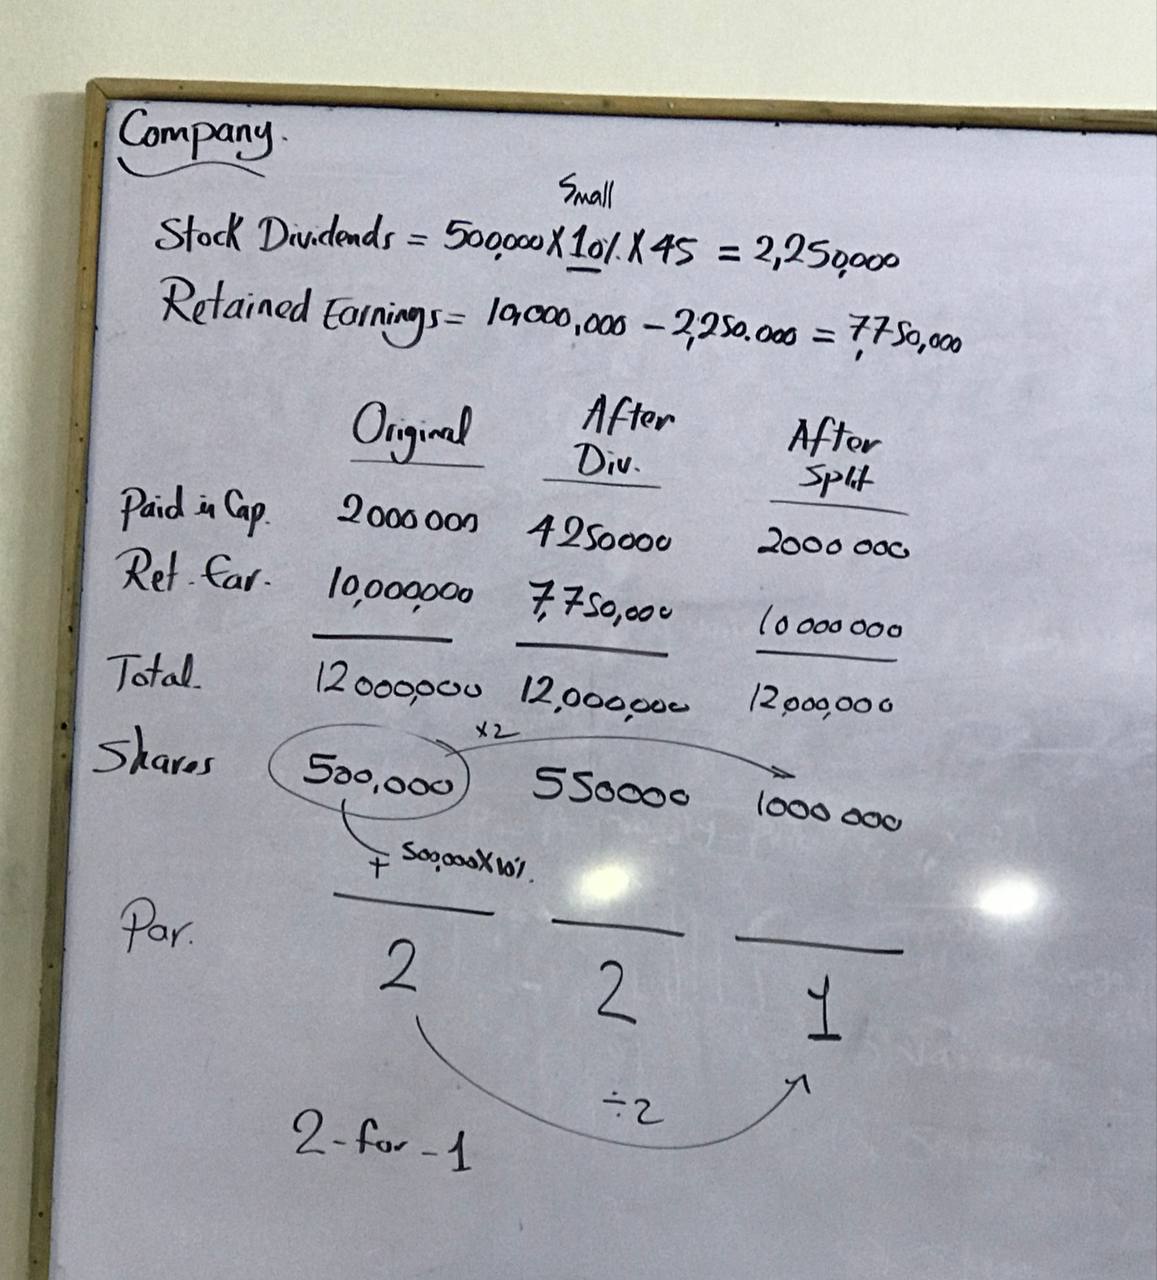 Company.
Small
Stock Dividends = 500,000 X 10% X 45 = 2,250,000
Retained Earnings = 10,000,000 - 2,250.000 = 7,750,000
Original After Div. After Split
Paid in Cap. 2000 000 4250000 2000 000
Ret. Ear. 10,000,000 7,750,000 10 000 000
Total. 12 000,000 12,000,000 12,000,000
x2
Shares 500,000 550000 1000 000
+ 500,000 X 10%.
Par. 2 2 1
÷2
2-for-1